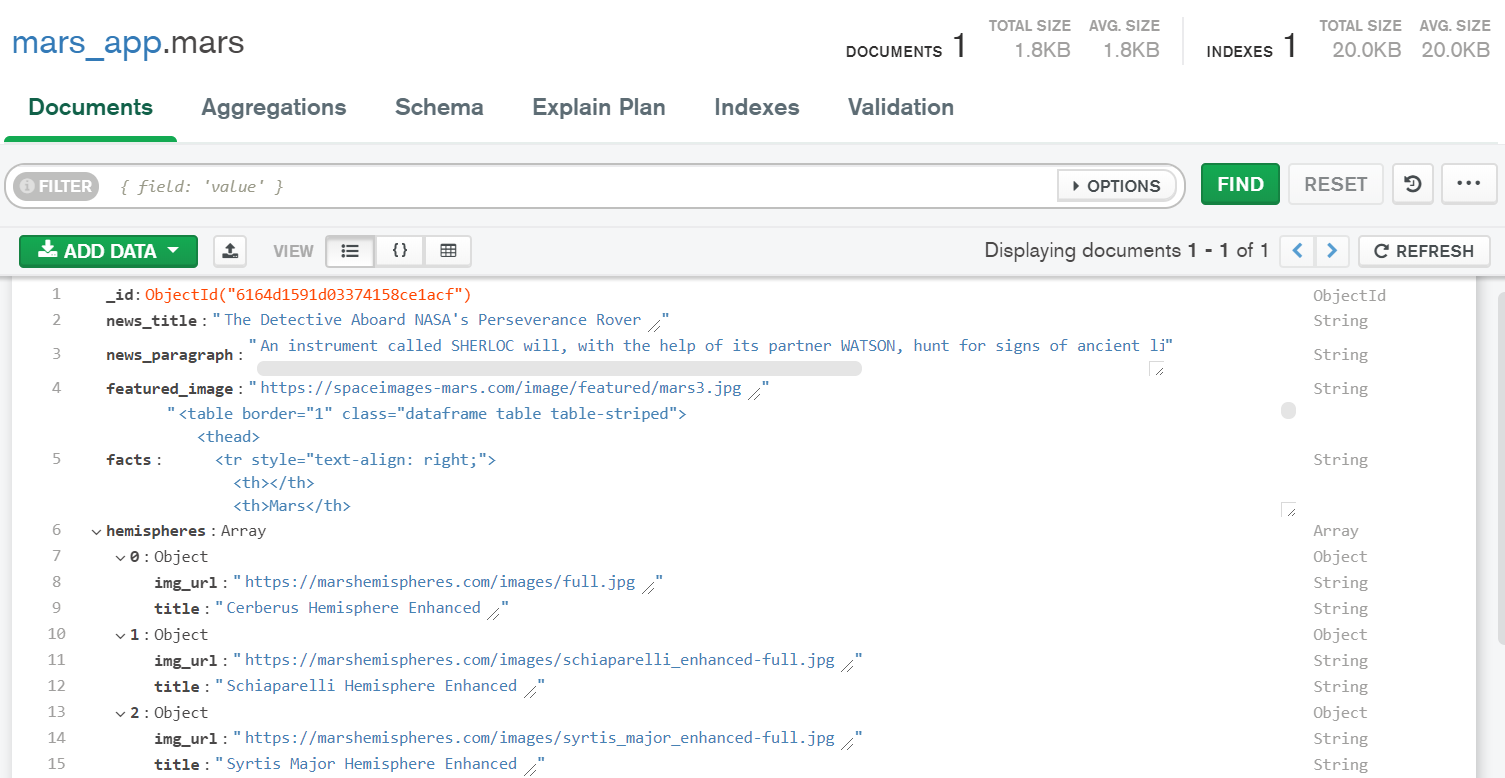 mars_app.mars
DOCUMENTS 1 TOTAL SIZE 1.8KB AVG. SIZE 1.8KB INDEXES 1 TOTAL SIZE 20.0KB AVG. SIZE 20.0KB
Documents Aggregations Schema Explain Plan Indexes Validation
FILTER { field: 'value' } OPTIONS FIND RESET
ADD DATA VIEW {} Displaying documents 1 - 1 of 1 REFRESH
1 _id: ObjectId("6164d1591d03374158ce1acf") ObjectId
2 news_title : "The Detective Aboard NASA's Perseverance Rover" String
3 news_paragraph : "An instrument called SHERLOC will, with the help of its partner WATSON, hunt for signs of ancient li" String
4 featured_image : "https://spaceimages-mars.com/image/featured/mars3.jpg" String
"<table border="1" class="dataframe table table-striped">
<thead>
5 facts : <tr style="text-align: right;"> String
<th></th>
<th>Mars</th>
6 hemispheres : Array Array
7 0 : Object Object
8 img_url : "https://marshemispheres.com/images/full.jpg" String
9 title : "Cerberus Hemisphere Enhanced" String
10 1 : Object Object
11 img_url : "https://marshemispheres.com/images/schiaparelli_enhanced-full.jpg" String
12 title : "Schiaparelli Hemisphere Enhanced" String
13 2 : Object Object
14 img_url : "https://marshemispheres.com/images/syrtis_major_enhanced-full.jpg" String
15 title : "Syrtis Major Hemisphere Enhanced" String